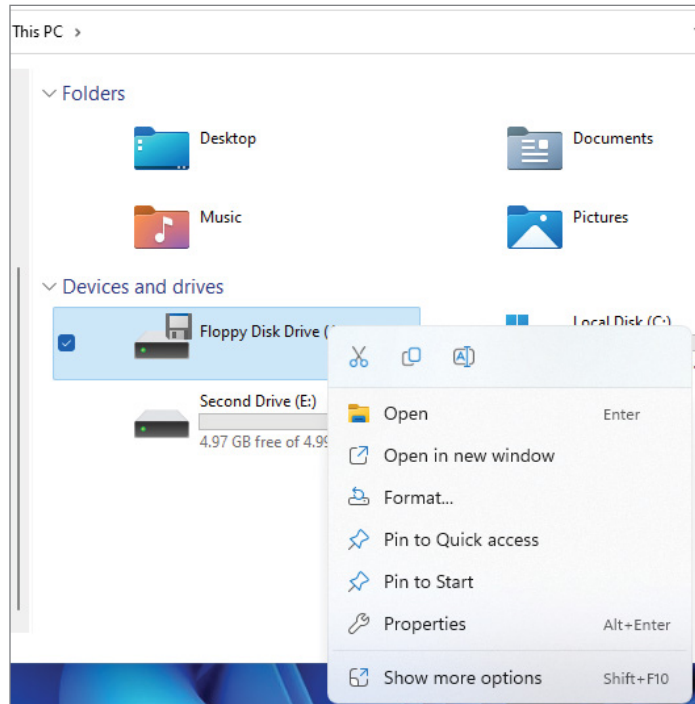 This PC >
Folders
Desktop
Documents
Music
Pictures
Devices and drives
Floppy Disk Drive (
Local Disk (C:)
Second Drive (E:)
4.97 GB free of 4.99
Open Enter
Open in new window
Format...
Pin to Quick access
Pin to Start
Properties Alt+Enter
Show more options Shift+F10